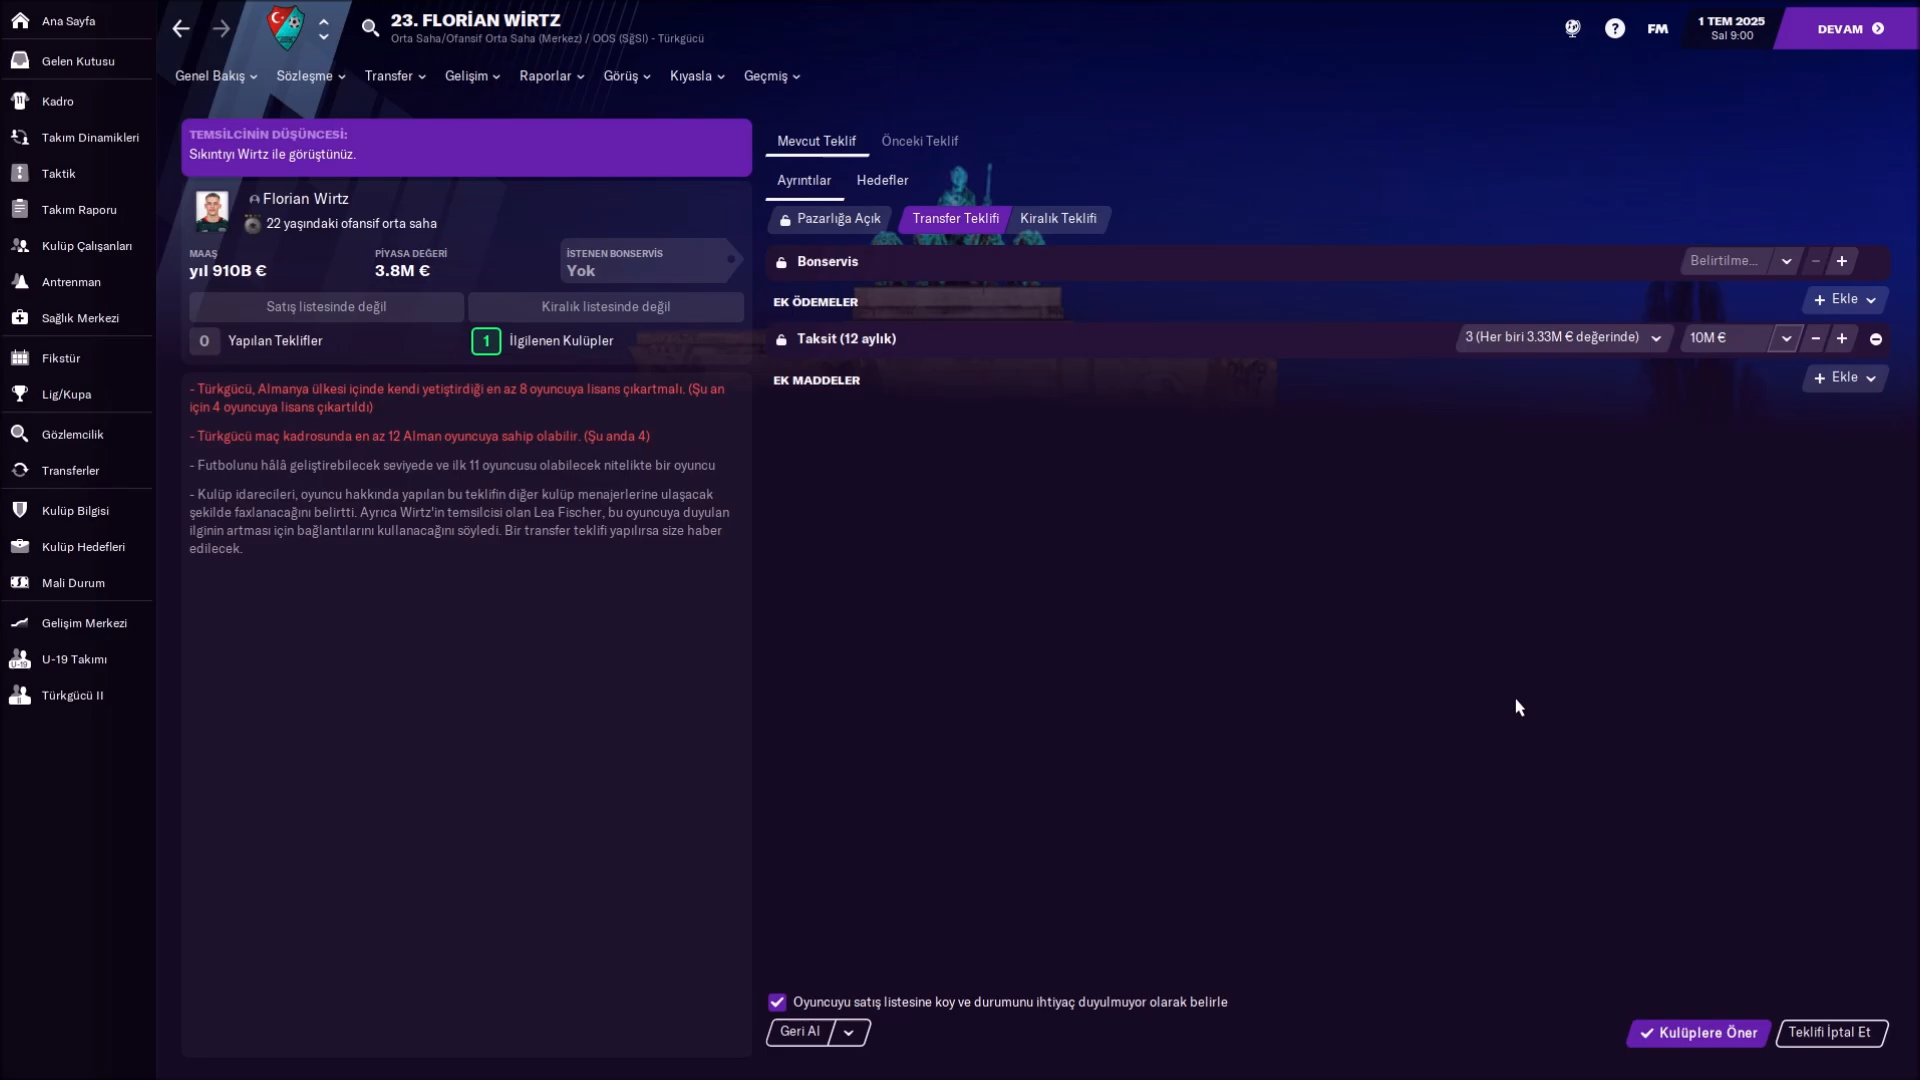 Ana Sayfa
Gelen Kutusu
Kadro
Takım Dinamikleri
Taktik
Takım Raporu
Kulüp Çalışanları
Antrenman
Sağlık Merkezi
Fikstür
Lig/Kupa
Gözlemcilik
Transferler
Kulüp Bilgisi
Kulüp Hedefleri
Mali Durum
Gelişim Merkezi
U-19 Takımı
Türkgücü II
23. FLORİAN WİRTZ
Orta Saha/Ofansif Orta Saha (Merkez) / OOS (SğSl) - Türkgücü
FM
1 TEM 2025
Sal 9:00
DEVAM
Genel Bakış
Sözleşme
Transfer
Gelişim
Raporlar
Görüş
Kıyasla
Geçmiş
TEMSİLCİNİN DÜŞÜNCESİ:
Sıkıntıyı Wirtz ile görüştünüz.
Florian Wirtz
22 yaşındaki ofansif orta saha
MAAŞ
yıl 910B €
PİYASA DEĞERİ
3.8M €
İSTENEN BONSERVİS
Yok
Satış listesinde değil
Kiralık listesinde değil
0 Yapılan Teklifler
1 İlgilenen Kulüpler
- Türkgücü, Almanya ülkesi içinde kendi yetiştirdiği en az 8 oyuncuya lisans çıkartmalı. (Şu an
için 4 oyuncuya lisans çıkartıldı)
- Türkgücü maç kadrosunda en az 12 Alman oyuncuya sahip olabilir. (Şu anda 4)
- Futbolunu hâlâ geliştirebilecek seviyede ve ilk 11 oyuncusu olabilecek nitelikte bir oyuncu
- Kulüp idarecileri, oyuncu hakkında yapılan bu teklifin diğer kulüp menajerlerine ulaşacak
şekilde faxlanacağını belirtti. Ayrıca Wirtz'in temsilcisi olan Lea Fischer, bu oyuncuya duyulan
ilginin artması için bağlantılarını kullanacağını söyledi. Bir transfer teklifi yapılırsa size haber
edilecek.
Mevcut Teklif
Önceki Teklif
Ayrıntılar
Hedefler
Pazarlığa Açık
Transfer Teklifi
Kiralık Teklifi
Bonservis
Belirtilme...
EK ÖDEMELER
Ekle
Taksit (12 aylık)
3 (Her biri 3.33M € değerinde)
10M €
EK MADDELER
Ekle
Oyuncuyu satış listesine koy ve durumunu ihtiyaç duyulmuyor olarak belirle
Geri Al
Kulüplere Öner
Teklifi İptal Et